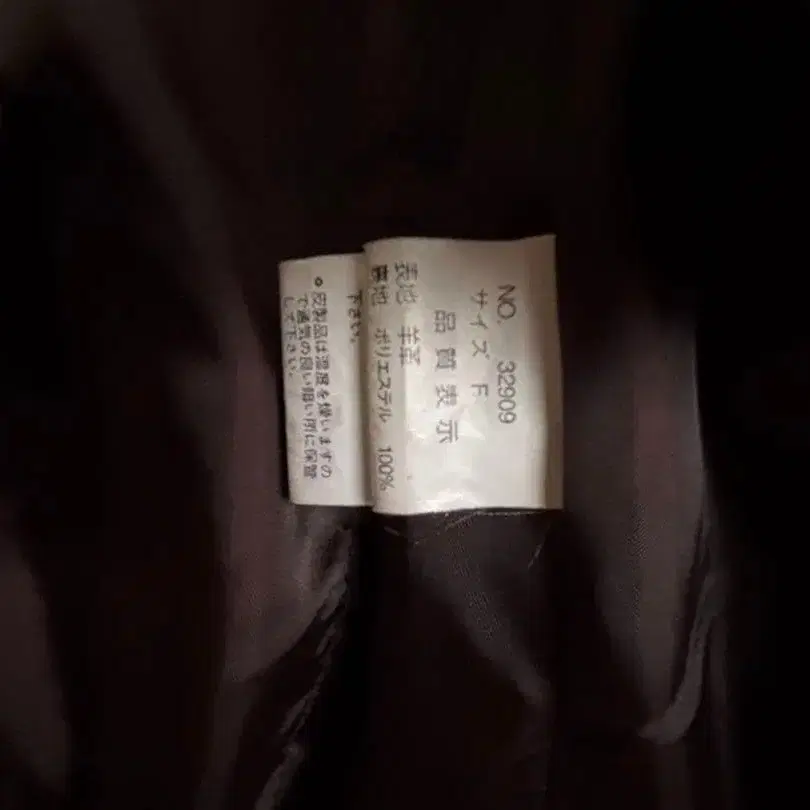 NO. 32909
サイズ F
品質表示
表地 羊革
裏地 ポリエステル 100%
下さい。
。皮製品は湿度を嫌いますの
で通気の良い暗い所に保管
して下さい。